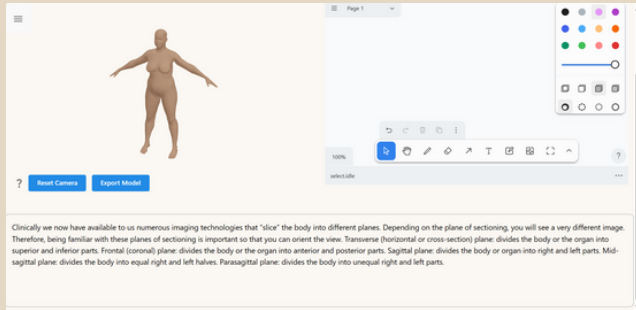 Page 1
100%
select.idle
?
?
Reset Camera
Export Model
Clinically we now have available to us numerous imaging technologies that "slice" the body into different planes. Depending on the plane of sectioning, you will see a very different image.
Therefore, being familiar with these planes of sectioning is important so that you can orient the view. Transverse (horizontal or cross-section) plane: divides the body or the organ into
superior and inferior parts. Frontal (coronal) plane: divides the body or the organ into anterior and posterior parts. Sagittal plane: divides the body or organ into right and left parts. Mid-
sagittal plane: divides the body into equal right and left halves. Parasagittal plane: divides the body into unequal right and left parts.